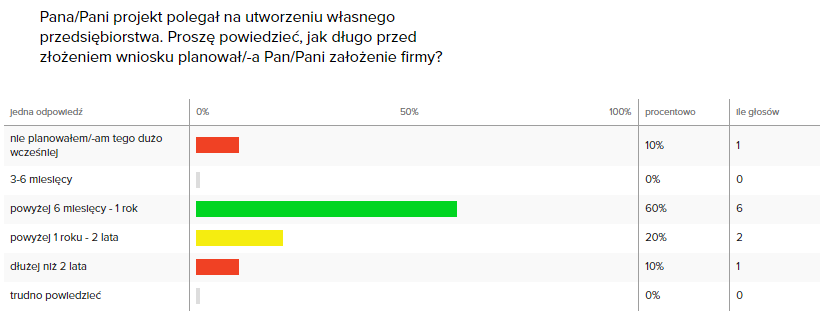 Pana/Pani projekt polegał na utworzeniu własnego
przedsiębiorstwa. Proszę powiedzieć, jak długo przed
złożeniem wniosku planował/-a Pan/Pani założenie firmy?
jedna odpowiedź 0% 50% 100% procentowo ile głosów
nie planowałem/-am tego dużo
wcześniej 10% 1
3-6 miesięcy 0% 0
powyżej 6 miesięcy - 1 rok 60% 6
powyżej 1 roku - 2 lata 20% 2
dłużej niż 2 lata 10% 1
trudno powiedzieć 0% 0